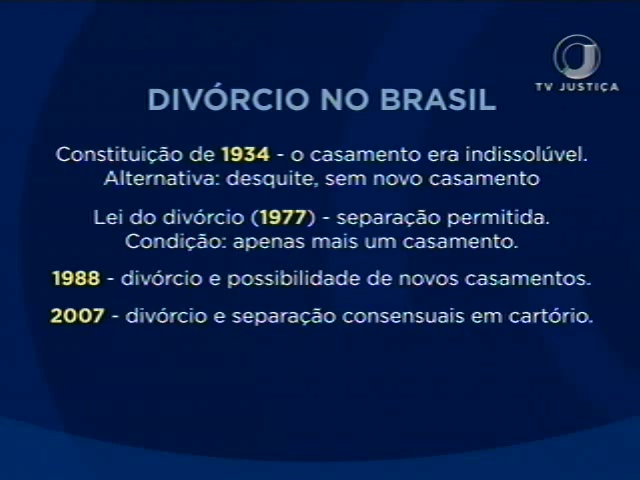 TV JUSTIÇA
DIVÓRCIO NO BRASIL
Constituição de 1934 - o casamento era indissolúvel.
Alternativa: desquite, sem novo casamento
Lei do divórcio (1977) - separação permitida.
Condição: apenas mais um casamento.
1988 - divórcio e possibilidade de novos casamentos.
2007 - divórcio e separação consensuais em cartório.